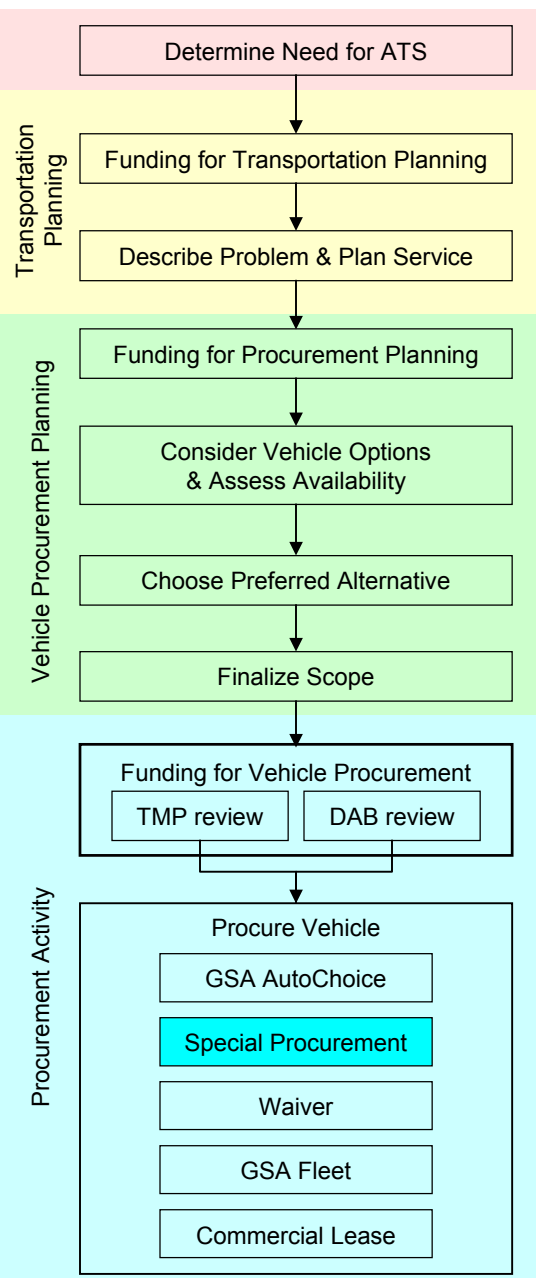 Determine Need for ATS
Transportation
Planning
Funding for Transportation Planning
Describe Problem & Plan Service
Vehicle Procurement Planning
Funding for Procurement Planning
Consider Vehicle Options
& Assess Availability
Choose Preferred Alternative
Finalize Scope
Procurement Activity
Funding for Vehicle Procurement
TMP review
DAB review
Procure Vehicle
GSA AutoChoice
Special Procurement
Waiver
GSA Fleet
Commercial Lease